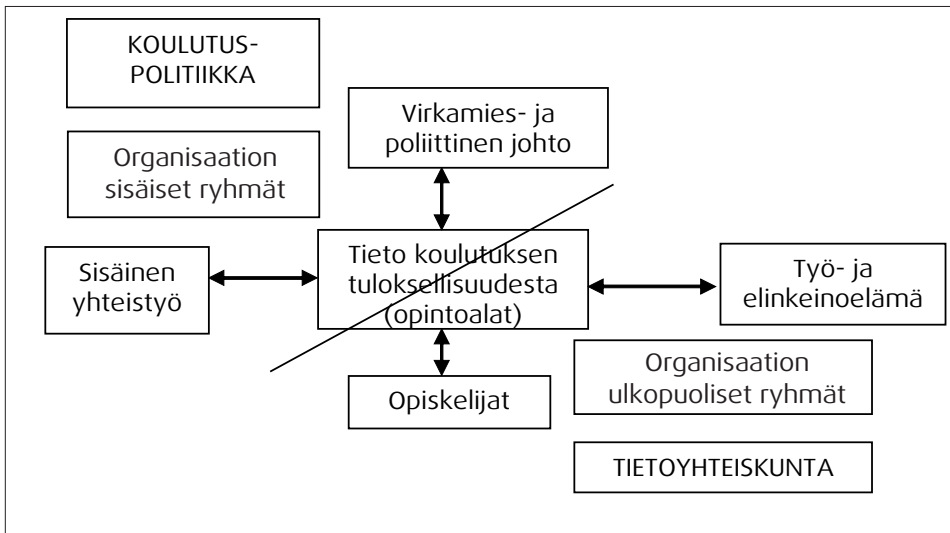 KOULUTUS-
POLITIIKKA
Virkamies- ja
poliittinen johto
Organisaation
sisäiset ryhmät
Sisäinen
yhteistyö
Tieto koulutuksen
tuloksellisuudesta
(opintoalat)
Työ- ja
elinkeinoelämä
Organisaation
ulkopuoliset ryhmät
Opiskelijat
TIETOYHTEISKUNTA